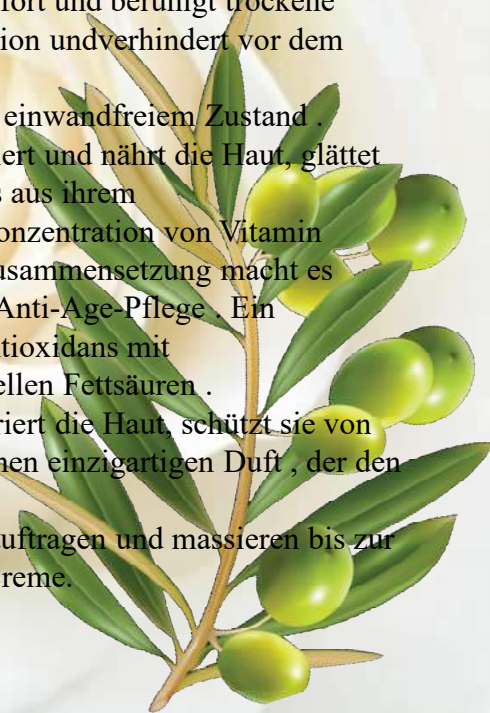 fort und beruhigt trockene
ion undverhindert vor dem
einwandfreiem Zustand .
ert und nährt die Haut, glättet
s aus ihrem
onzentration von Vitamin
usammensetzung macht es
Anti-Age-Pflege . Ein
tioxidans mit
ellen Fettsäuren .
riert die Haut, schützt sie von
nen einzigartigen Duft , der den
uftragen und massieren bis zur
reme.